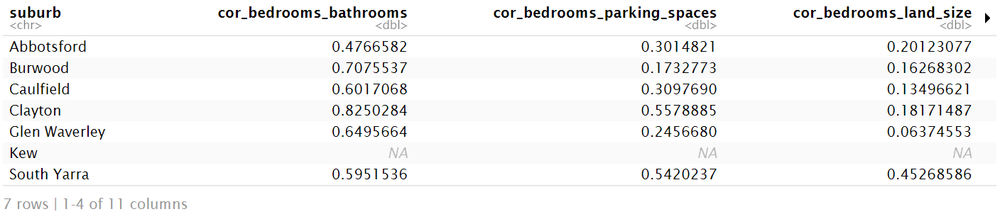 suburb cor_bedrooms_bathrooms cor_bedrooms_parking_spaces cor_bedrooms_land_size
<chr> <dbl> <dbl> <dbl>
Abbotsford 0.4766582 0.3014821 0.20123077
Burwood 0.7075537 0.1732773 0.16268302
Caulfield 0.6017068 0.3097690 0.13496621
Clayton 0.8250284 0.5578885 0.18171487
Glen Waverley 0.6495664 0.2456680 0.06374553
Kew NA NA NA
South Yarra 0.5951536 0.5420237 0.45268586
7 rows | 1-4 of 11 columns